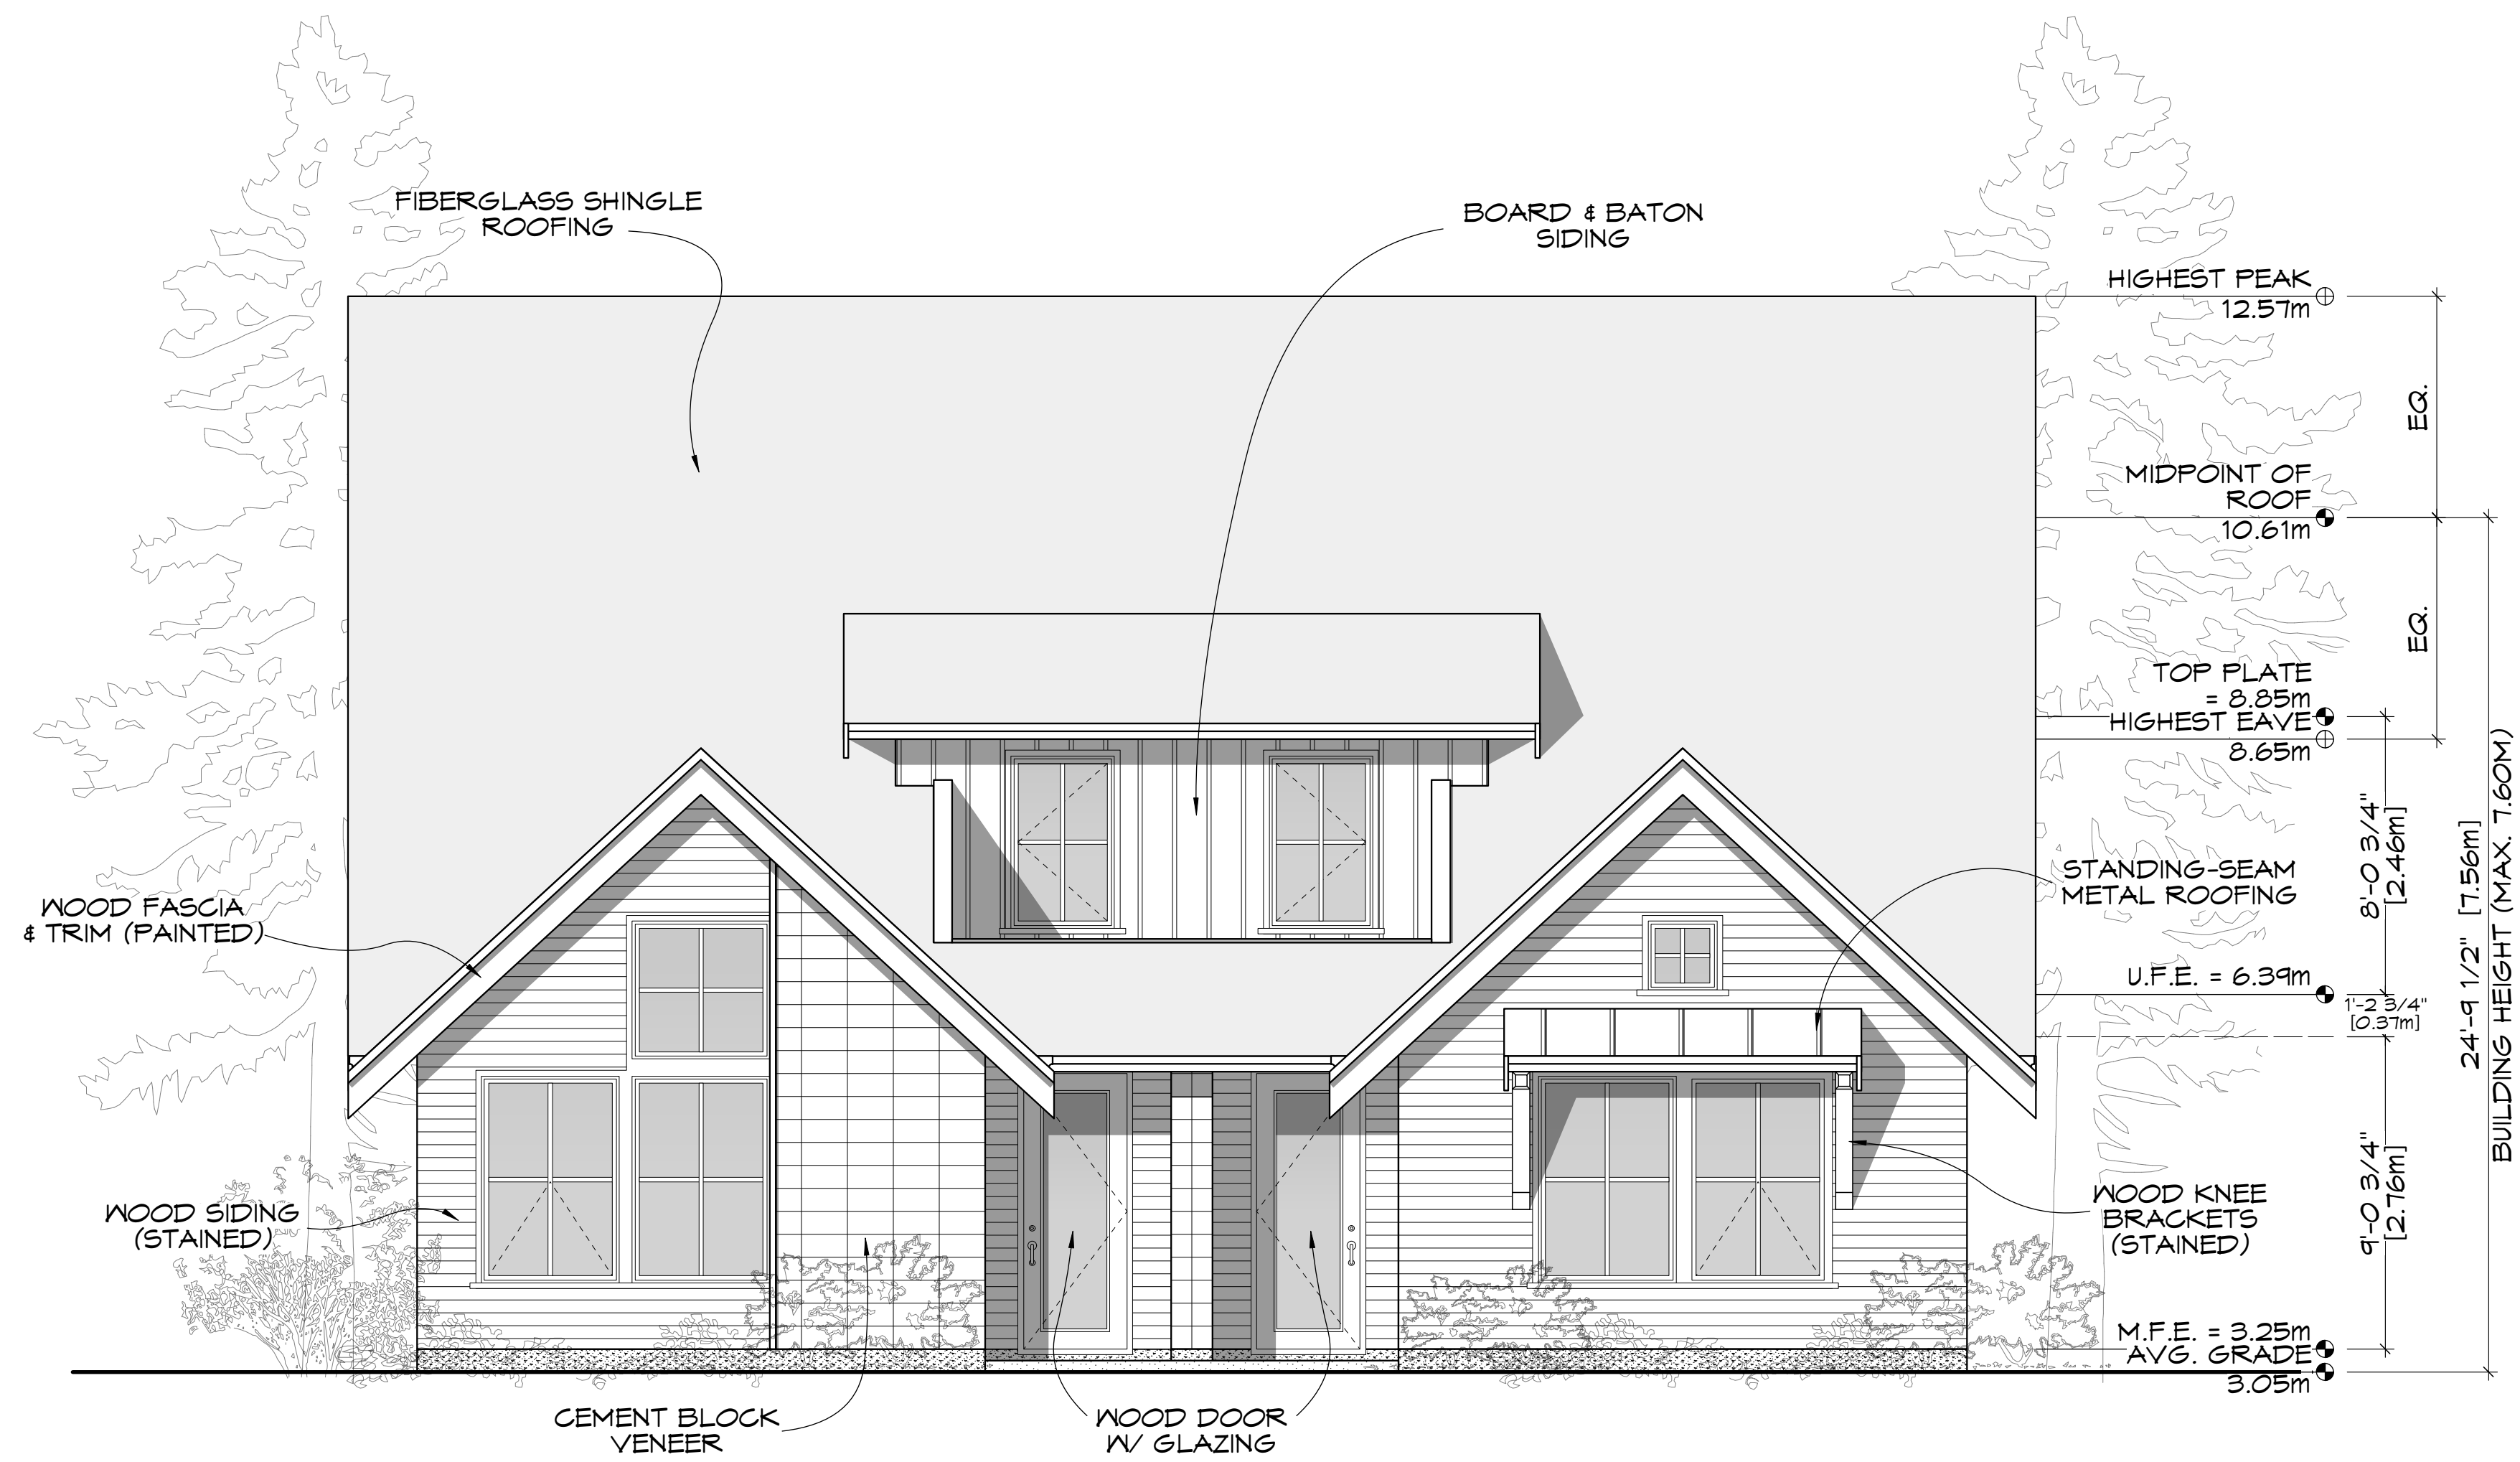 FIBERGLASS SHINGLE
ROOFING
BOARD & BATON
SIDING
HIGHEST PEAK
12.57m
EQ.
MIDPOINT OF
ROOF
10.61m
EQ.
TOP PLATE
= 8.85m
HIGHEST EAVE
8.65m
8'-0 3/4"
[2.46m]
24'-9 1/2" [7.56m]
BUILDING HEIGHT (MAX. 7.60M)
STANDING-SEAM
METAL ROOFING
WOOD FASCIA
& TRIM (PAINTED)
U.F.E. = 6.39m
1'-2 3/4"
[0.37m]
9'-0 3/4"
[2.76m]
WOOD KNEE
BRACKETS
(STAINED)
WOOD SIDING
(STAINED)
M.F.E. = 3.25m
AVG. GRADE
3.05m
CEMENT BLOCK
VENEER
WOOD DOOR
W/ GLAZING